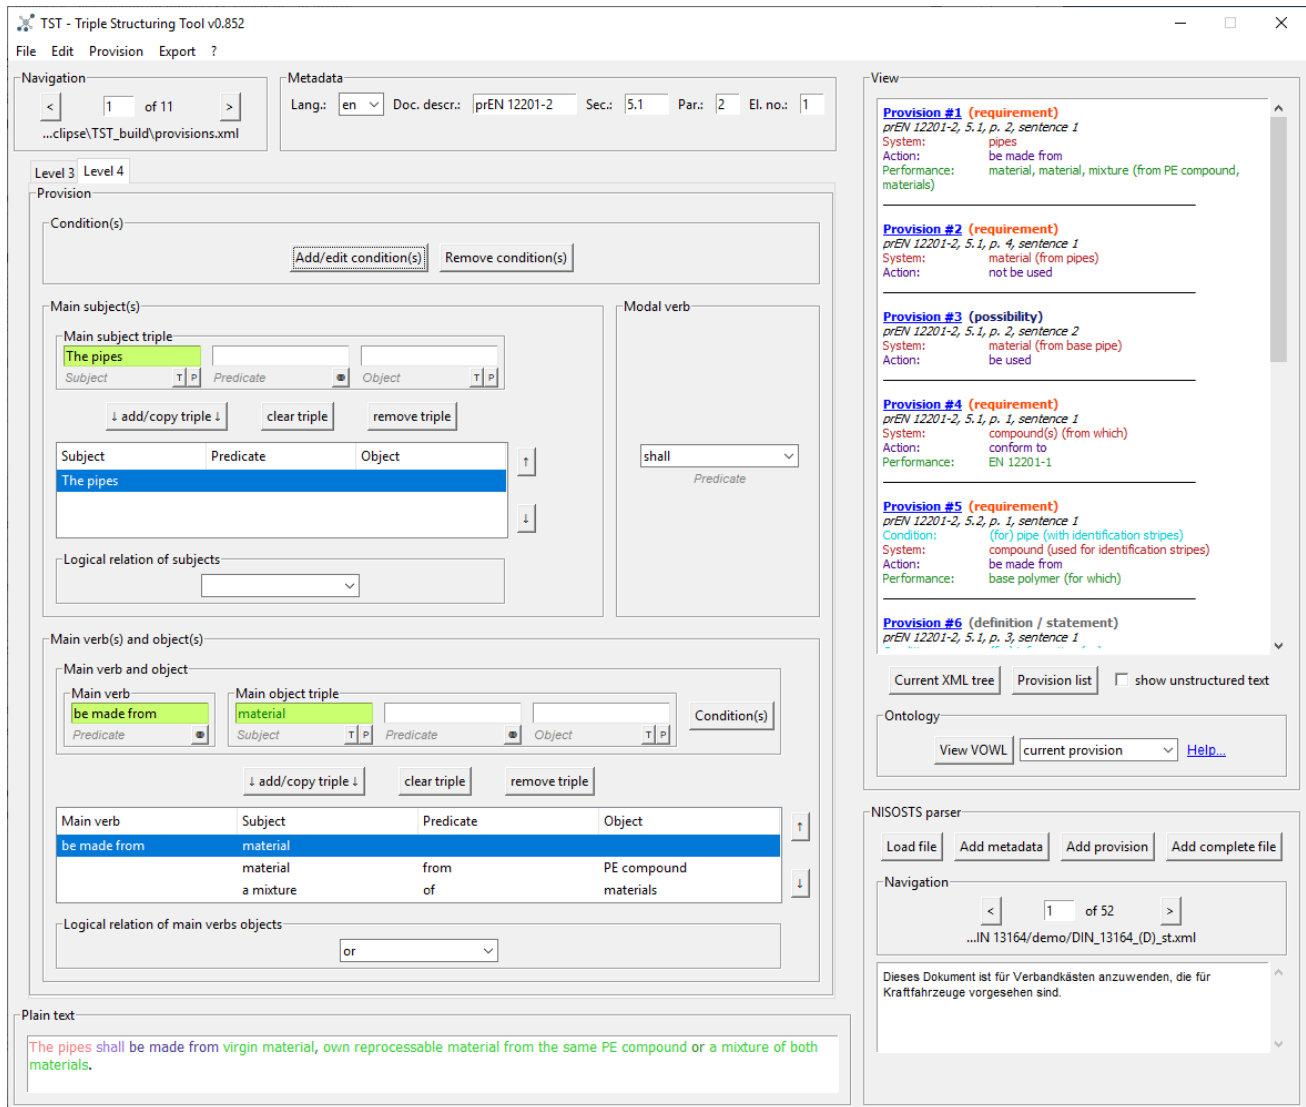 TST - Triple Structuring Tool v0.852
File Edit Provision Export ?
Navigation
< 1 of 11 >
...clipse\TST_build\provisions.xml
Metadata
Lang.: en Doc. descr.: prEN 12201-2 Sec.: 5.1 Par.: 2 El. no.: 1
Level 3 Level 4
Provision
Condition(s)
Add/edit condition(s) Remove condition(s)
Main subject(s)
Main subject triple
The pipes
Subject T P Predicate Object T P
↓ add/copy triple ↓ clear triple remove triple
Subject Predicate Object
The pipes
↑
↓
Logical relation of subjects
Modal verb
shall
Predicate
Main verb(s) and object(s)
Main verb and object
Main verb
be made from
Predicate
Main object triple
material
Subject T P Predicate Object T P
Condition(s)
↓ add/copy triple ↓ clear triple remove triple
Main verb Subject Predicate Object
be made from material
material from PE compound
a mixture of materials
↑
↓
Logical relation of main verbs objects
or
Plain text
The pipes shall be made from virgin material, own reprocessable material from the same PE compound or a mixture of both
materials.
View
Provision #1 (requirement)
prEN 12201-2, 5.1, p. 2, sentence 1
System: pipes
Action: be made from
Performance: material, material, mixture (from PE compound,
materials)
Provision #2 (requirement)
prEN 12201-2, 5.1, p. 4, sentence 1
System: material (from pipes)
Action: not be used
Provision #3 (possibility)
prEN 12201-2, 5.1, p. 2, sentence 2
System: material (from base pipe)
Action: be used
Provision #4 (requirement)
prEN 12201-2, 5.1, p. 1, sentence 1
System: compound(s) (from which)
Action: conform to
Performance: EN 12201-1
Provision #5 (requirement)
prEN 12201-2, 5.2, p. 1, sentence 1
Condition: (for) pipe (with identification stripes)
System: compound (used for identification stripes)
Action: be made from
Performance: base polymer (for which)
Provision #6 (definition / statement)
prEN 12201-2, 5.1, p. 3, sentence 1
Current XML tree Provision list show unstructured text
Ontology
View VOWL current provision Help...
NISOSTS parser
Load file Add metadata Add provision Add complete file
Navigation
< 1 of 52 >
...IN 13164/demo/DIN_13164_(D)_st.xml
Dieses Dokument ist für Verbandkästen anzuwenden, die für
Kraftfahrzeuge vorgesehen sind.